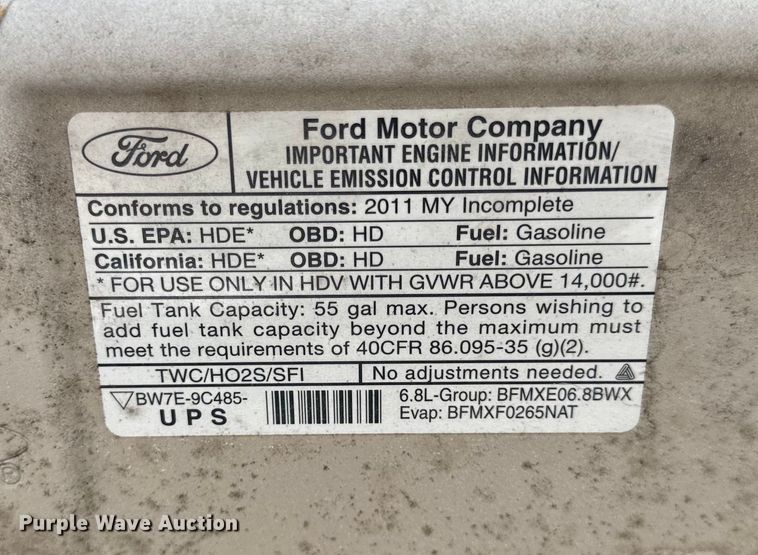 Ford
Ford Motor Company
IMPORTANT ENGINE INFORMATION/
VEHICLE EMISSION CONTROL INFORMATION
Conforms to regulations: 2011 MY Incomplete
U.S. EPA: HDE* OBD: HD Fuel: Gasoline
California: HDE* OBD: HD Fuel: Gasoline
* FOR USE ONLY IN HDV WITH GVWR ABOVE 14,000#.
Fuel Tank Capacity: 55 gal max. Persons wishing to
add fuel tank capacity beyond the maximum must
meet the requirements of 40CFR 86.095-35 (g)(2).
TWC/HO2S/SFI No adjustments needed.
BW7E-9C485- 6.8L-Group: BFMXE06.8BWX
UPS Evap: BFMXF0265NAT
Purple Wave Auction